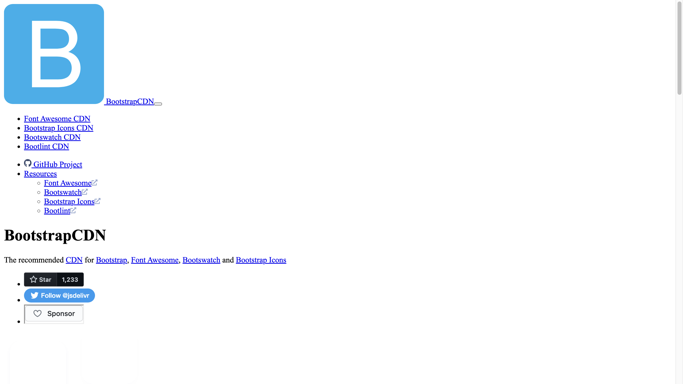 B
BootstrapCDN
Font Awesome CDN
Bootstrap Icons CDN
Bootswatch CDN
Bootlint CDN
GitHub Project
Resources
Font Awesome
Bootswatch
Bootstrap Icons
Bootlint
BootstrapCDN
The recommended CDN for Bootstrap, Font Awesome, Bootswatch and Bootstrap Icons
Star 1,233
Follow @jsdelivr
Sponsor